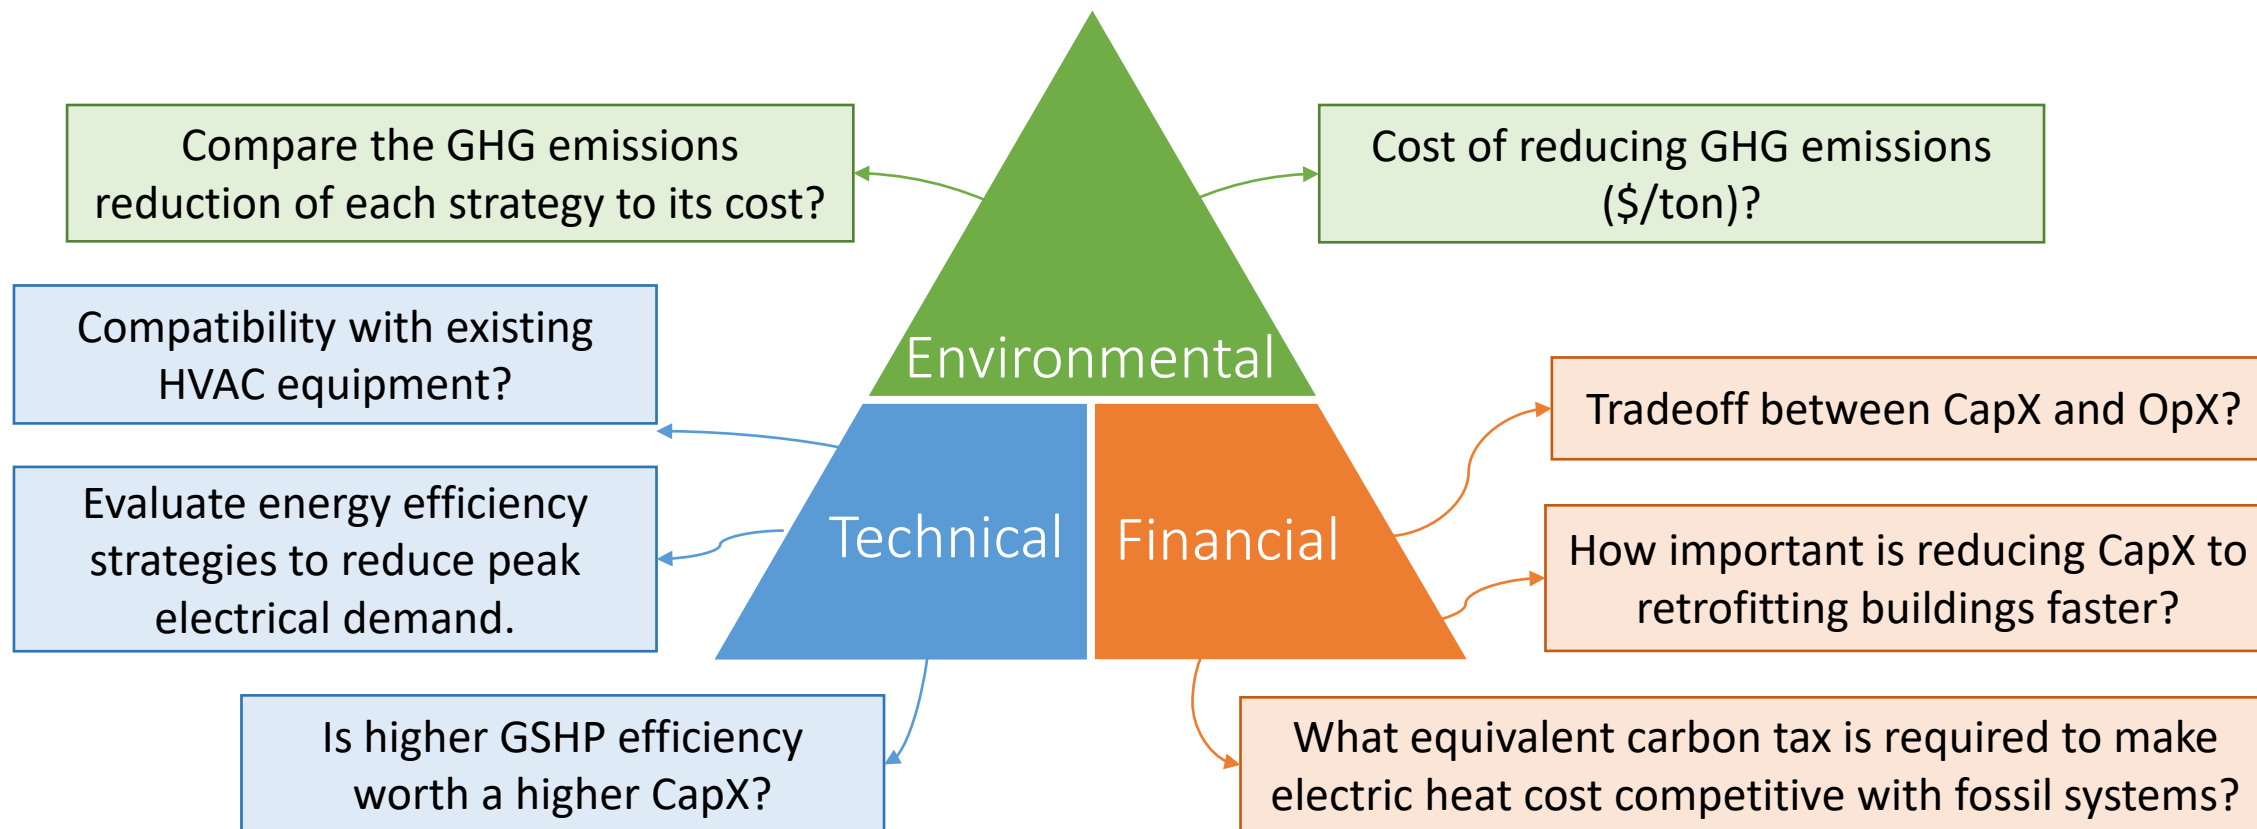 Compare the GHG emissions
reduction of each strategy to its cost?
Cost of reducing GHG emissions
($/ton)?
Compatibility with existing
HVAC equipment?
Environmental
Tradeoff between CapX and OpX?
Evaluate energy efficiency
strategies to reduce peak
electrical demand.
Technical
Financial
How important is reducing CapX to
retrofitting buildings faster?
Is higher GSHP efficiency
worth a higher CapX?
What equivalent carbon tax is required to make
electric heat cost competitive with fossil systems?